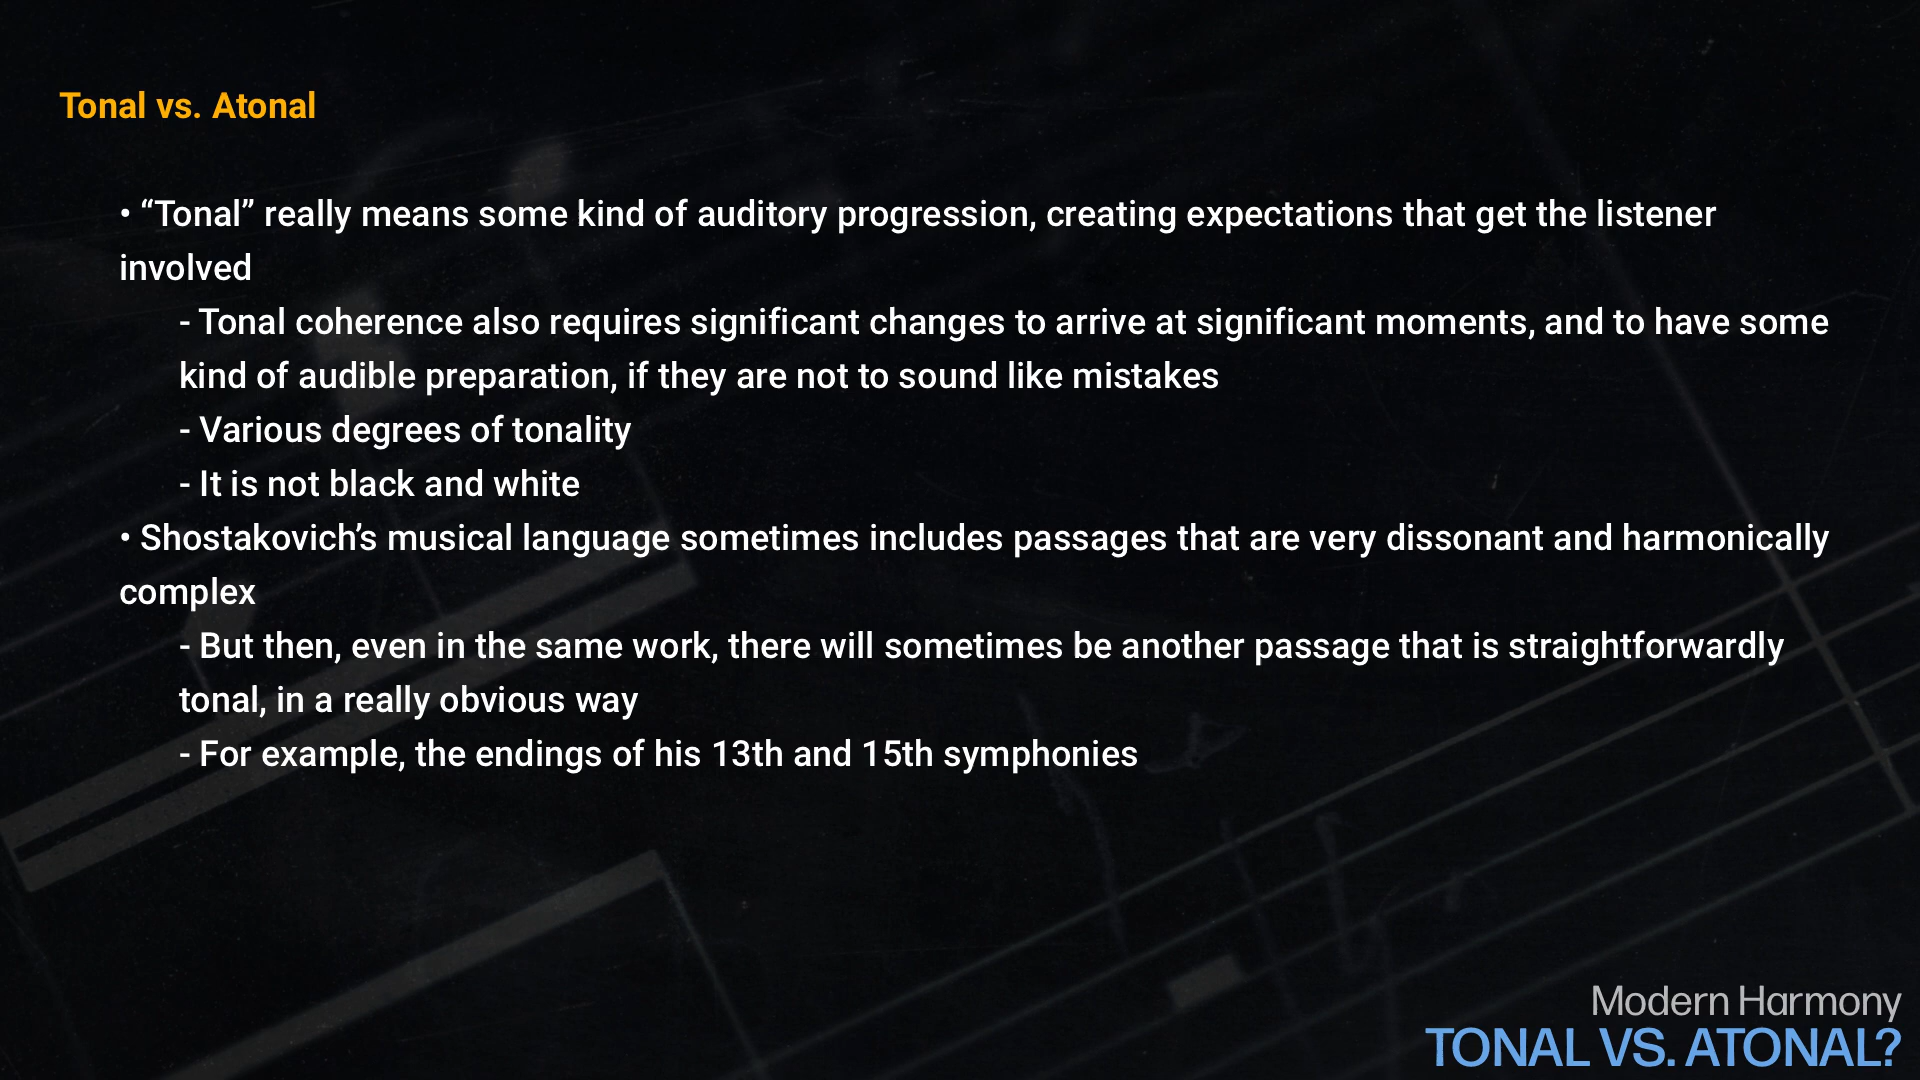 Tonal vs. Atonal
• “Tonal” really means some kind of auditory progression, creating expectations that get the listener
involved
- Tonal coherence also requires significant changes to arrive at significant moments, and to have some
kind of audible preparation, if they are not to sound like mistakes
- Various degrees of tonality
- It is not black and white
• Shostakovich’s musical language sometimes includes passages that are very dissonant and harmonically
complex
- But then, even in the same work, there will sometimes be another passage that is straightforwardly
tonal, in a really obvious way
- For example, the endings of his 13th and 15th symphonies
Modern Harmony
TONAL VS. ATONAL?